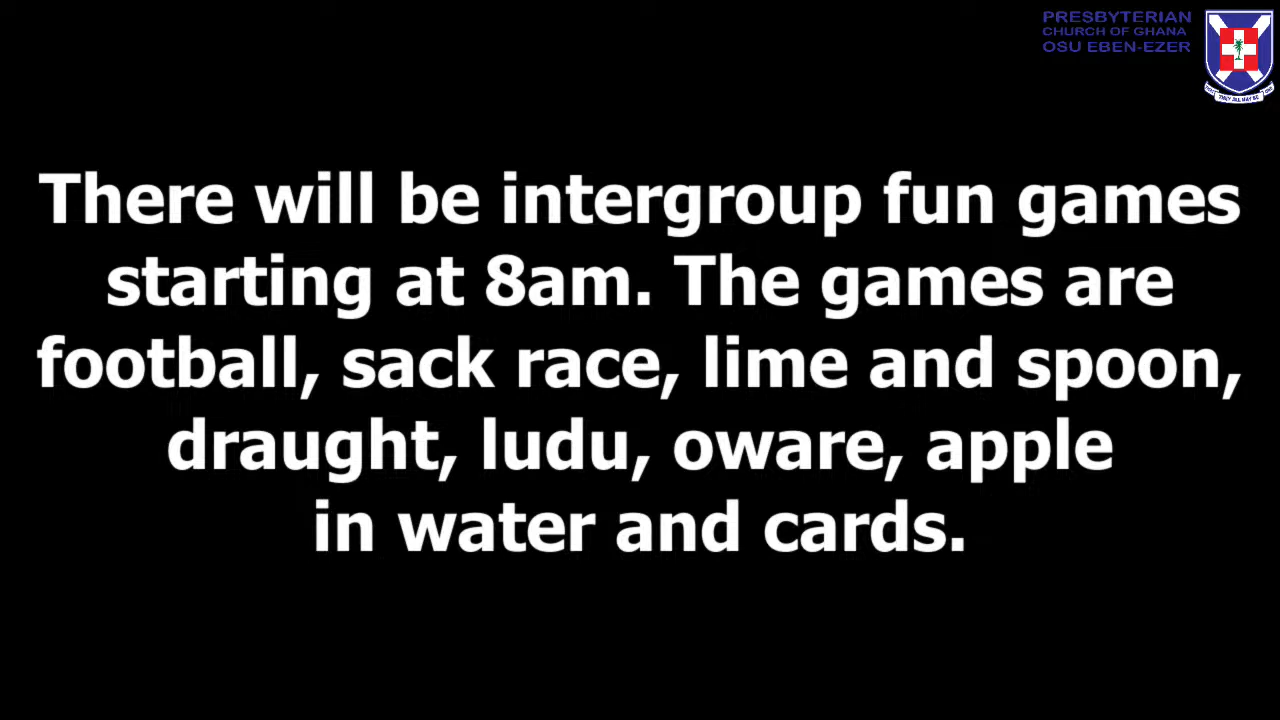 PRESBYTERIAN
CHURCH OF GHANA
OSU EBEN-EZER
There will be intergroup fun games
starting at 8am. The games are
football, sack race, lime and spoon,
draught, ludu, oware, apple
in water and cards.